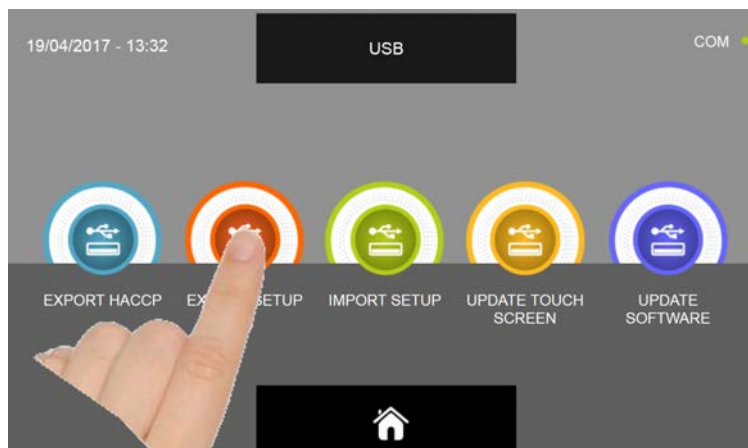 19/04/2017 - 13:32
USB
COM
EXPORT HACCP
SETUP
IMPORT SETUP
UPDATE TOUCH
SCREEN
UPDATE
SOFTWARE